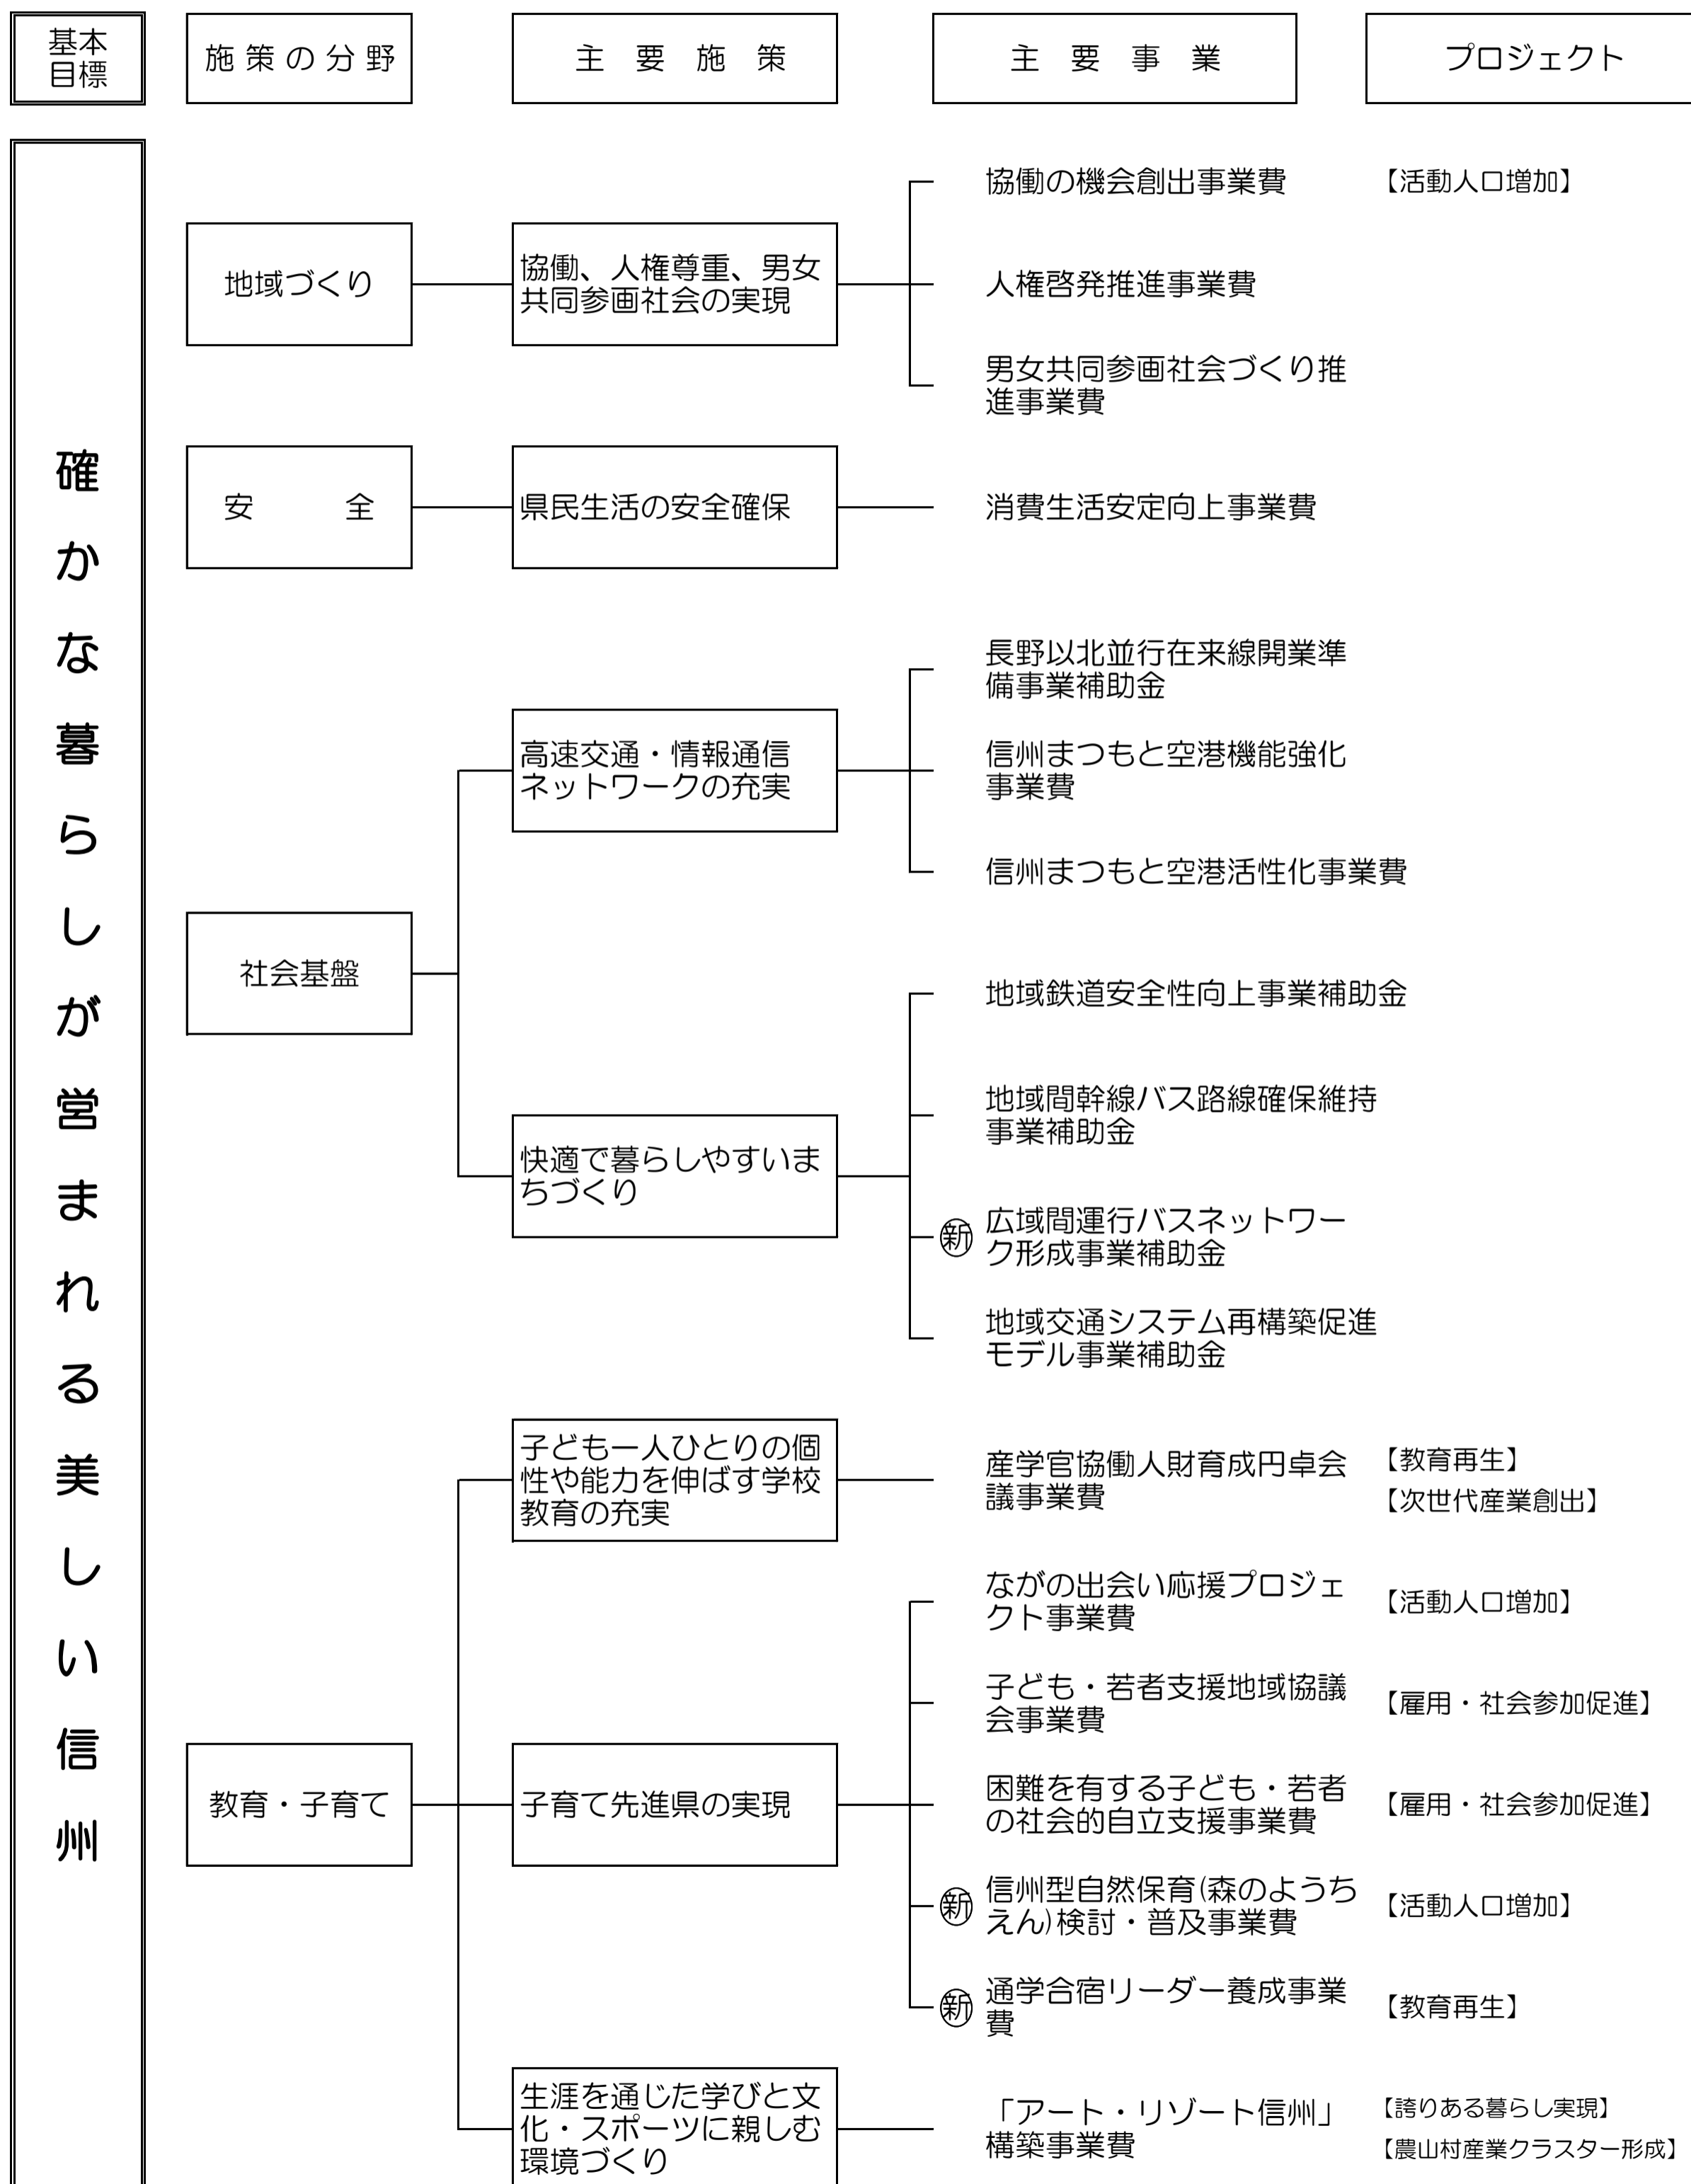 基本
目標
施策の分野
主要施策
主要事業
プロジェクト
確かな暮らしが営まれる美しい信州
地域づくり
協働、人権尊重、男女
共同参画社会の実現
協働の機会創出事業費
【活動人口増加】
人権啓発推進事業費
男女共同参画社会づくり推
進事業費
安全
県民生活の安全確保
消費生活安定向上事業費
社会基盤
高速交通・情報通信
ネットワークの充実
長野以北並行在来線開業準
備事業補助金
信州まつもと空港機能強化
事業費
信州まつもと空港活性化事業費
快適で暮らしやすいま
ちづくり
地域鉄道安全性向上事業補助金
地域間幹線バス路線確保維持
事業補助金
新
広域間運行バスネットワー
ク形成事業補助金
地域交通システム再構築促進
モデル事業補助金
教育・子育て
子ども一人ひとりの個
性や能力を伸ばす学校
教育の充実
産学官協働人財育成円卓会
議事業費
【教育再生】
【次世代産業創出】
子育て先進県の実現
ながの出会い応援プロジェ
クト事業費
【活動人口増加】
子ども・若者支援地域協議
会事業費
【雇用・社会参加促進】
困難を有する子ども・若者
の社会的自立支援事業費
【雇用・社会参加促進】
新
信州型自然保育(森のようち
えん)検討・普及事業費
【活動人口増加】
新
通学合宿リーダー養成事業
費
【教育再生】
生涯を通じた学びと文
化・スポーツに親しむ
環境づくり
「アート・リゾート信州」
構築事業費
【誇りある暮らし実現】
【農山村産業クラスター形成】